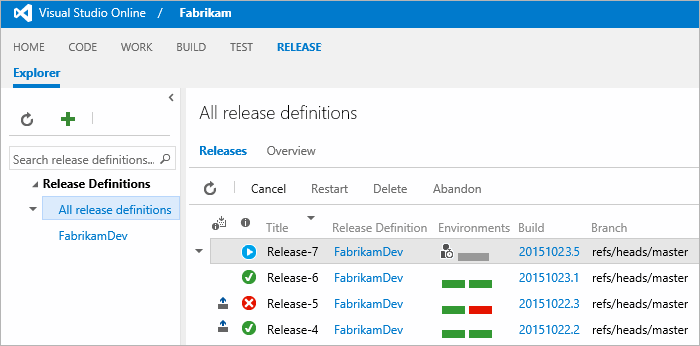 Visual Studio Online / Fabrikam
HOME CODE WORK BUILD TEST RELEASE
Explorer
Search release definitions...
Release Definitions
All release definitions
FabrikamDev
All release definitions
Releases Overview
Cancel Restart Delete Abandon
Title Release Definition Environments Build Branch
Release-7 FabrikamDev 20151023.5 refs/heads/master
Release-6 FabrikamDev 20151023.1 refs/heads/master
Release-5 FabrikamDev 20151022.3 refs/heads/master
Release-4 FabrikamDev 20151022.2 refs/heads/master